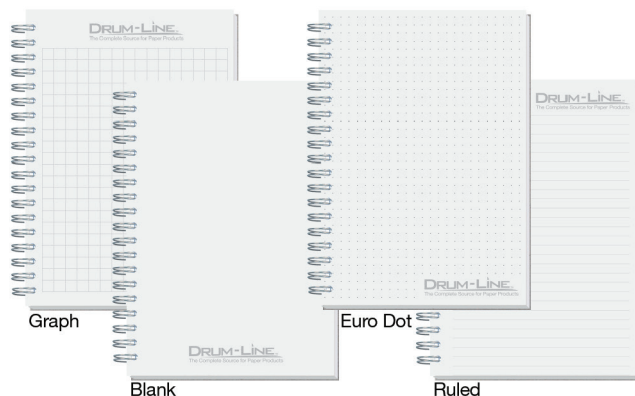 DRUM-LINE
The Complete Source for Paper Products
DRUM-LINE
The Complete Source for Paper Products
DRUM-LINE
The Complete Source for Paper Products
Graph
Euro Dot
DRUM-LINE
The Complete Source for Paper Products
Blank
Ruled